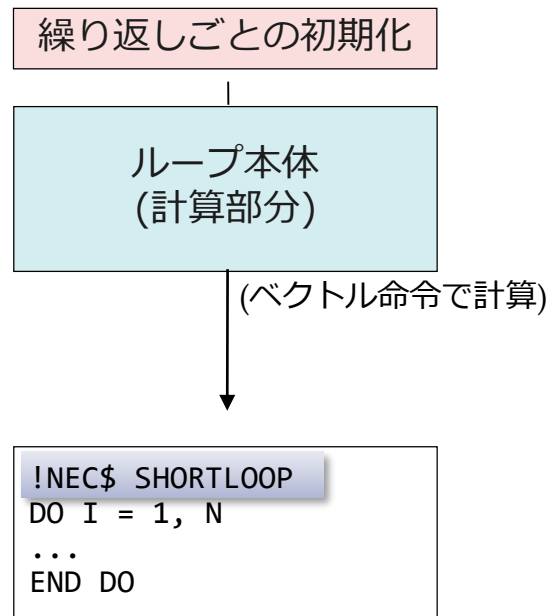 繰り返しごとの初期化
ループ本体
(計算部分)
(ベクトル命令で計算)
!NEC$ SHORTLOOP
DO I = 1, N
...
END DO